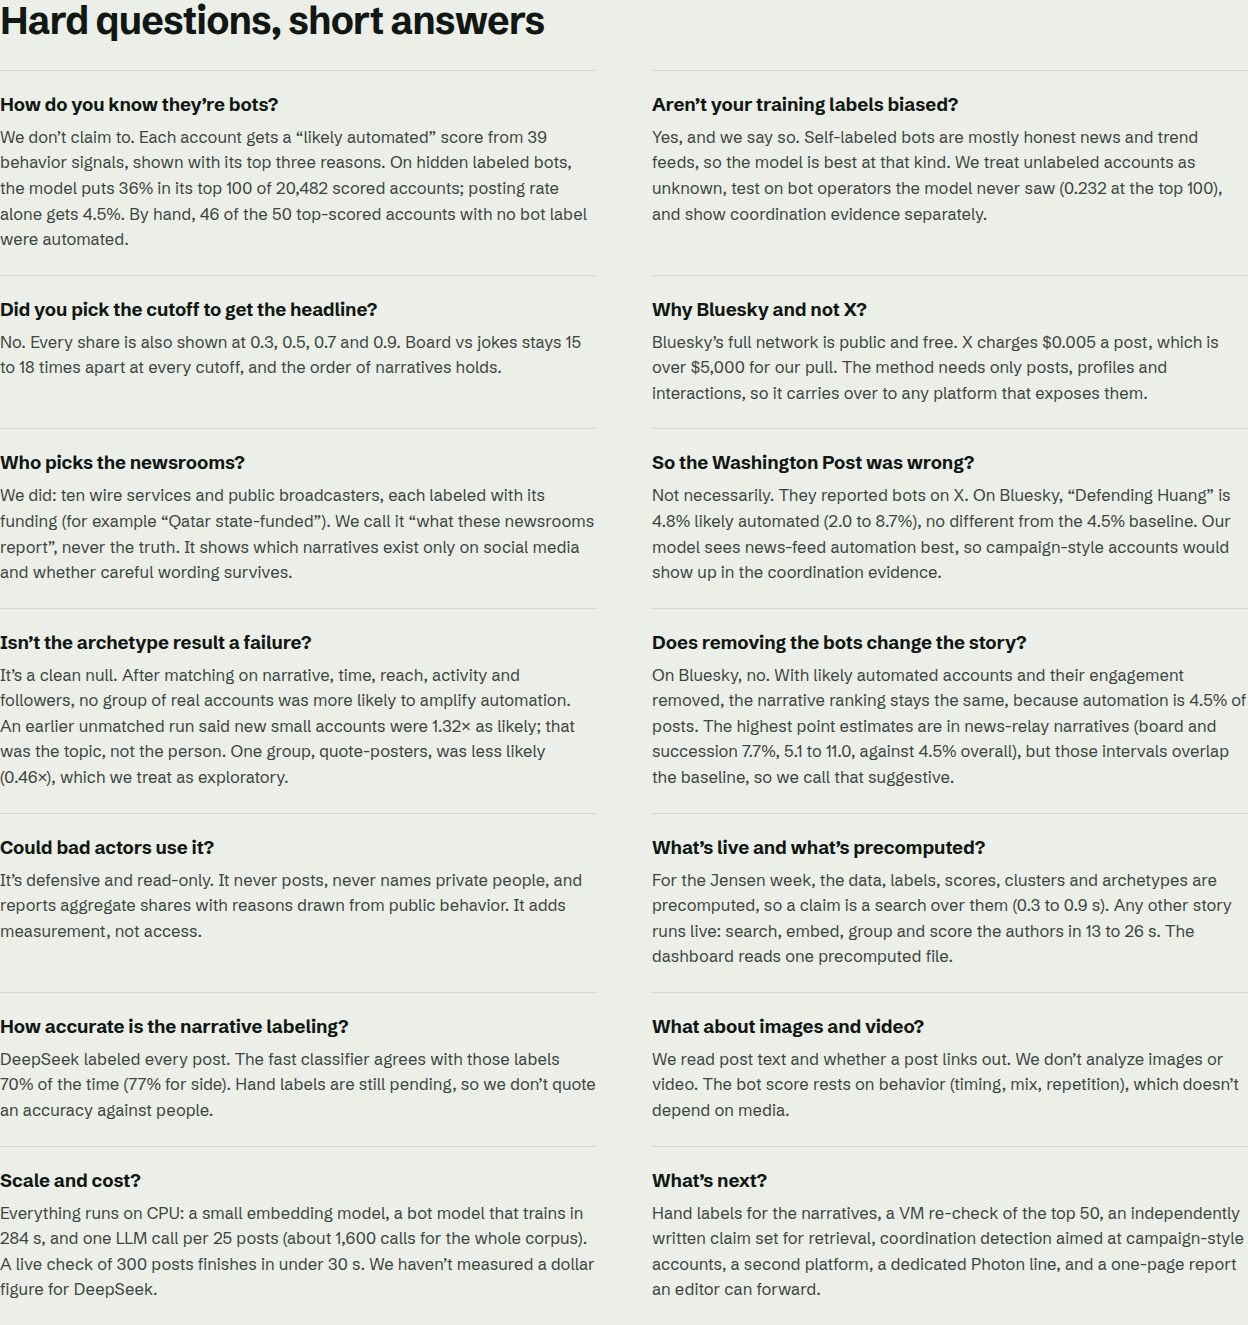 Hard questions, short answers
How do you know they’re bots?
We don’t claim to. Each account gets a “likely automated” score from 39
behavior signals, shown with its top three reasons. On hidden labeled bots,
the model puts 36% in its top 100 of 20,482 scored accounts; posting rate
alone gets 4.5%. By hand, 46 of the 50 top-scored accounts with no bot label
were automated.
Aren’t your training labels biased?
Yes, and we say so. Self-labeled bots are mostly honest news and trend
feeds, so the model is best at that kind. We treat unlabeled accounts as
unknown, test on bot operators the model never saw (0.232 at the top 100),
and show coordination evidence separately.
Did you pick the cutoff to get the headline?
No. Every share is also shown at 0.3, 0.5, 0.7 and 0.9. Board vs jokes stays 15
to 18 times apart at every cutoff, and the order of narratives holds.
Why Bluesky and not X?
Bluesky’s full network is public and free. X charges $0.005 a post, which is
over $5,000 for our pull. The method needs only posts, profiles and
interactions, so it carries over to any platform that exposes them.
Who picks the newsrooms?
We did: ten wire services and public broadcasters, each labeled with its
funding (for example “Qatar state-funded”). We call it “what these newsrooms
report”, never the truth. It shows which narratives exist only on social media
and whether careful wording survives.
So the Washington Post was wrong?
Not necessarily. They reported bots on X. On Bluesky, “Defending Huang” is
4.8% likely automated (2.0 to 8.7%), no different from the 4.5% baseline. Our
model sees news-feed automation best, so campaign-style accounts would
show up in the coordination evidence.
Isn’t the archetype result a failure?
It’s a clean null. After matching on narrative, time, reach, activity and
followers, no group of real accounts was more likely to amplify automation.
An earlier unmatched run said new small accounts were 1.32× as likely; that
was the topic, not the person. One group, quote-posters, was less likely
(0.46×), which we treat as exploratory.
Does removing the bots change the story?
On Bluesky, no. With likely automated accounts and their engagement
removed, the narrative ranking stays the same, because automation is 4.5% of
posts. The highest point estimates are in news-relay narratives (board and
succession 7.7%, 5.1 to 11.0, against 4.5% overall), but those intervals overlap
the baseline, so we call that suggestive.
Could bad actors use it?
It’s defensive and read-only. It never posts, never names private people, and
reports aggregate shares with reasons drawn from public behavior. It adds
measurement, not access.
What’s live and what’s precomputed?
For the Jensen week, the data, labels, scores, clusters and archetypes are
precomputed, so a claim is a search over them (0.3 to 0.9 s). Any other story
runs live: search, embed, group and score the authors in 13 to 26 s. The
dashboard reads one precomputed file.
How accurate is the narrative labeling?
DeepSeek labeled every post. The fast classifier agrees with those labels
70% of the time (77% for side). Hand labels are still pending, so we don’t quote
an accuracy against people.
What about images and video?
We read post text and whether a post links out. We don’t analyze images or
video. The bot score rests on behavior (timing, mix, repetition), which doesn’t
depend on media.
Scale and cost?
Everything runs on CPU: a small embedding model, a bot model that trains in
284 s, and one LLM call per 25 posts (about 1,600 calls for the whole corpus).
A live check of 300 posts finishes in under 30 s. We haven’t measured a dollar
figure for DeepSeek.
What’s next?
Hand labels for the narratives, a VM re-check of the top 50, an independently
written claim set for retrieval, coordination detection aimed at campaign-style
accounts, a second platform, a dedicated Photon line, and a one-page report
an editor can forward.